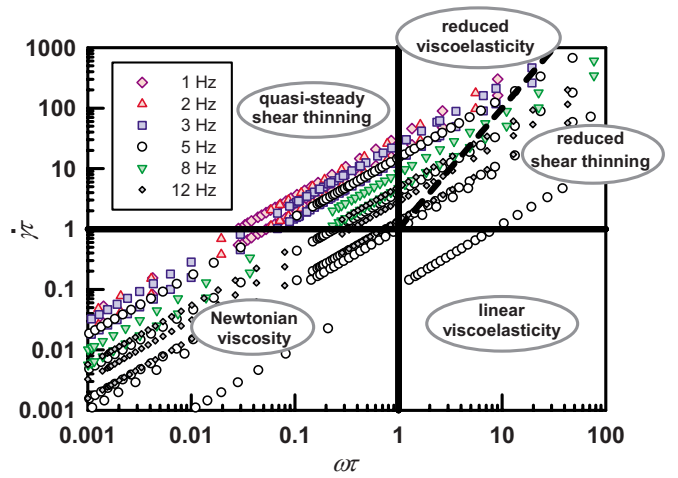 reduced
viscoelasticity
1000
100
10
1
0.1
0.01
0.001
γ̇τ
1 Hz
2 Hz
3 Hz
5 Hz
8 Hz
12 Hz
quasi-steady
shear thinning
reduced
shear thinning
Newtonian
viscosity
linear
viscoelasticity
0.001
0.01
0.1
1
10
100
ωτ